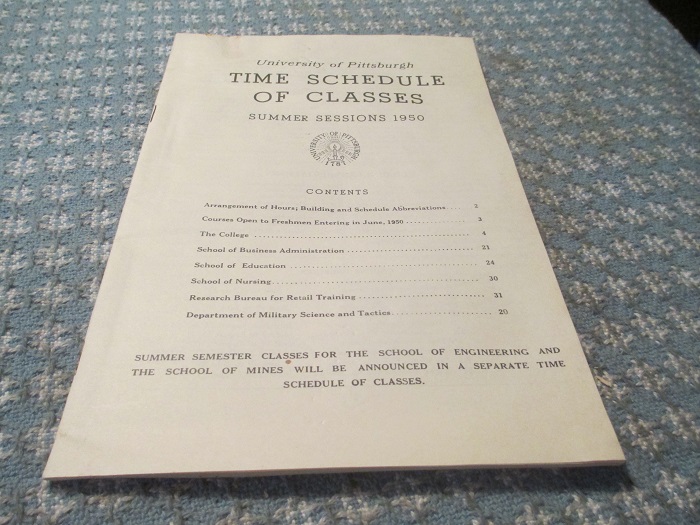 University of Pittsburgh
TIME SCHEDULE
OF CLASSES
SUMMER SESSIONS 1950
UNIVERSITY OF PITTSBURGH
1787
CONTENTS
Arrangement of Hours; Building and Schedule Abbreviations.... 2
Courses Open to Freshmen Entering in June, 1950 ............... 3
The College ................................................ 4
School of Business Administration ............................ 21
School of Education ........................................ 24
School of Nursing........................................... 30
Research Bureau for Retail Training .......................... 31
Department of Military Science and Tactics..................... 20
SUMMER SEMESTER CLASSES FOR THE SCHOOL OF ENGINEERING AND
THE SCHOOL OF MINES WILL BE ANNOUNCED IN A SEPARATE TIME
SCHEDULE OF CLASSES.